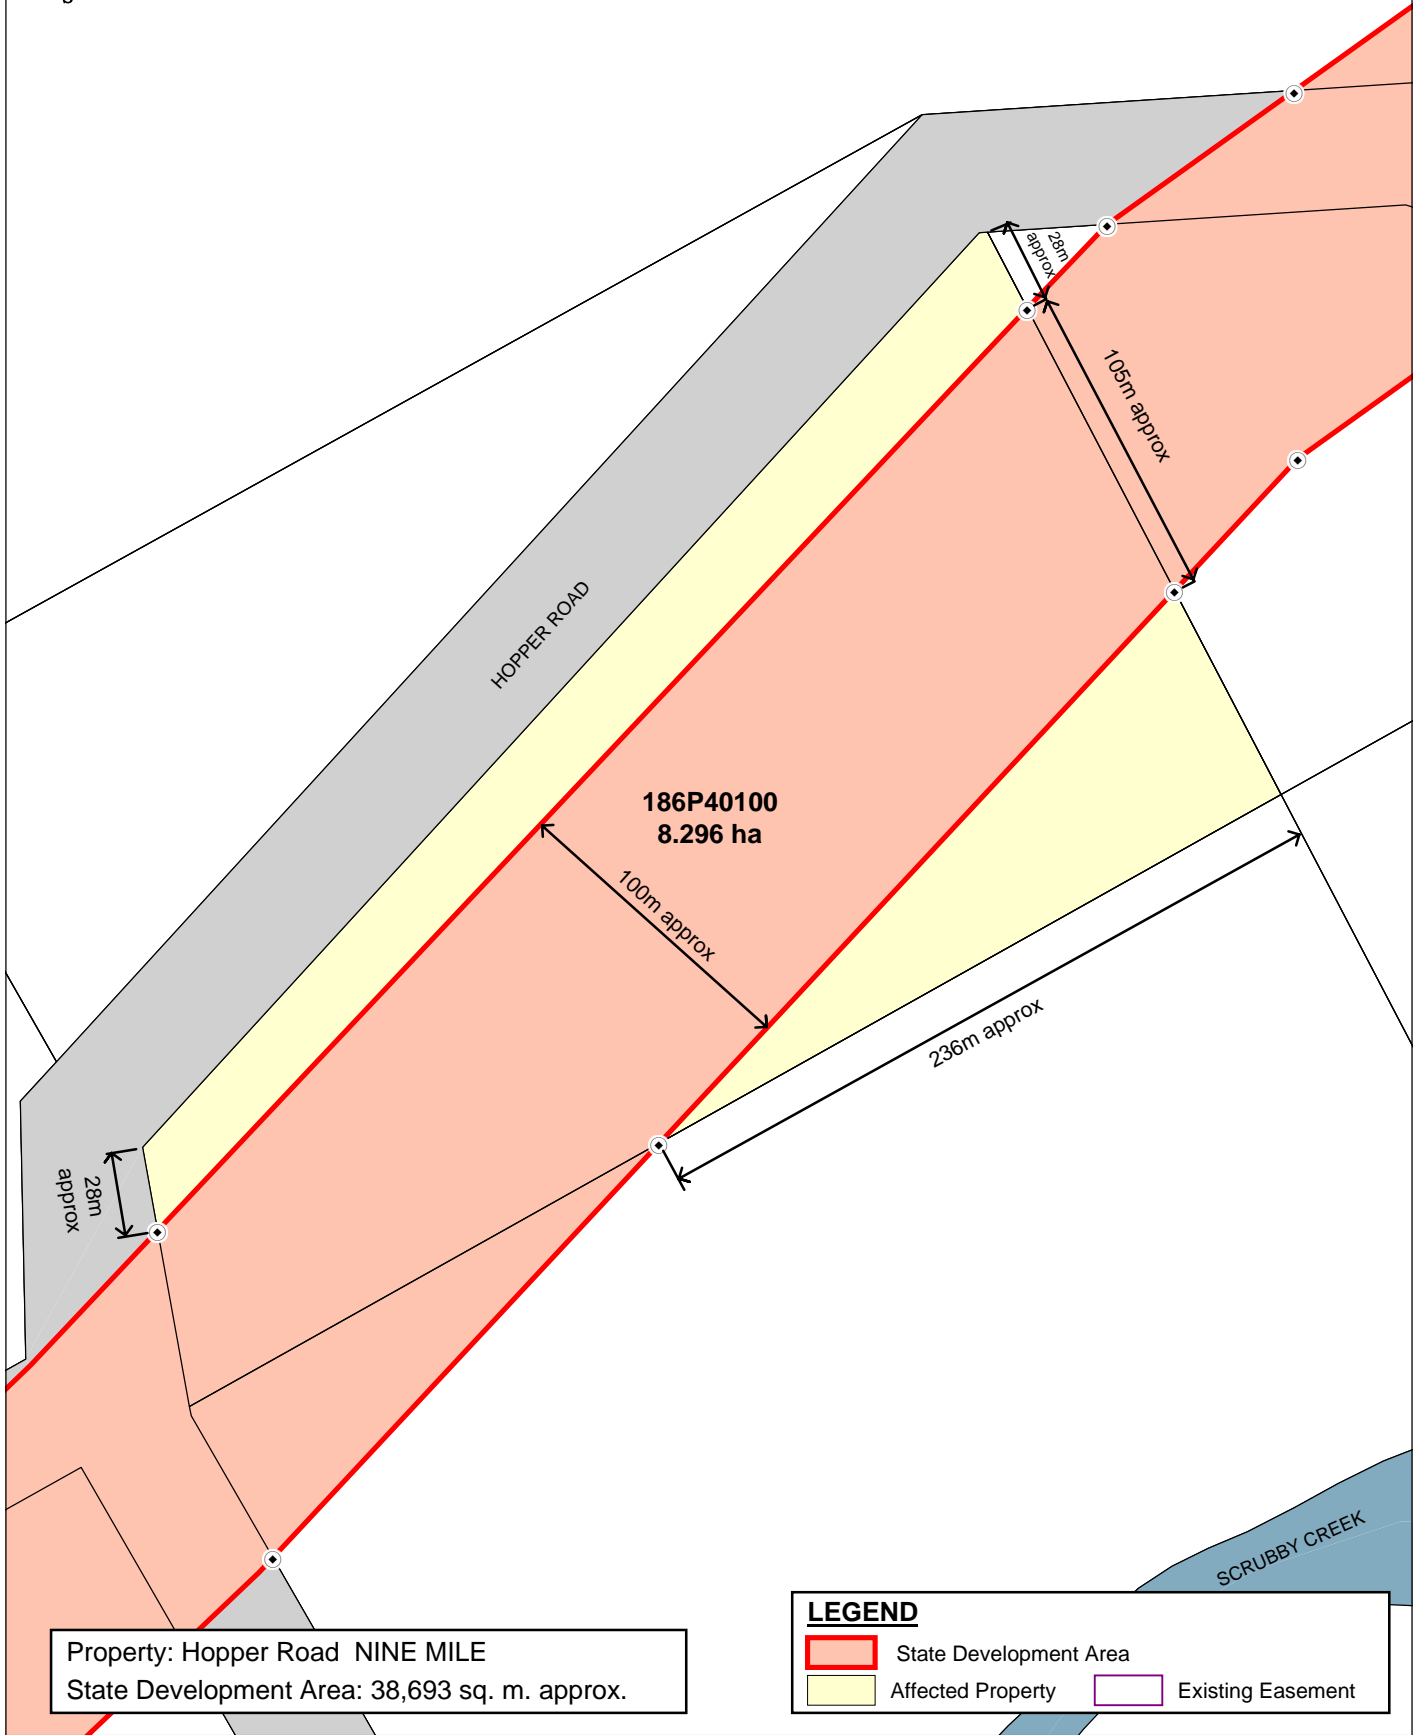 28m
approx
105m approx
HOPPER ROAD
186P40100
8.296 ha
100m approx
236m approx
28m
approx
SCRUBBY CREEK
Property: Hopper Road NINE MILE
State Development Area: 38,693 sq. m. approx.
LEGEND
State Development Area
Affected Property
Existing Easement